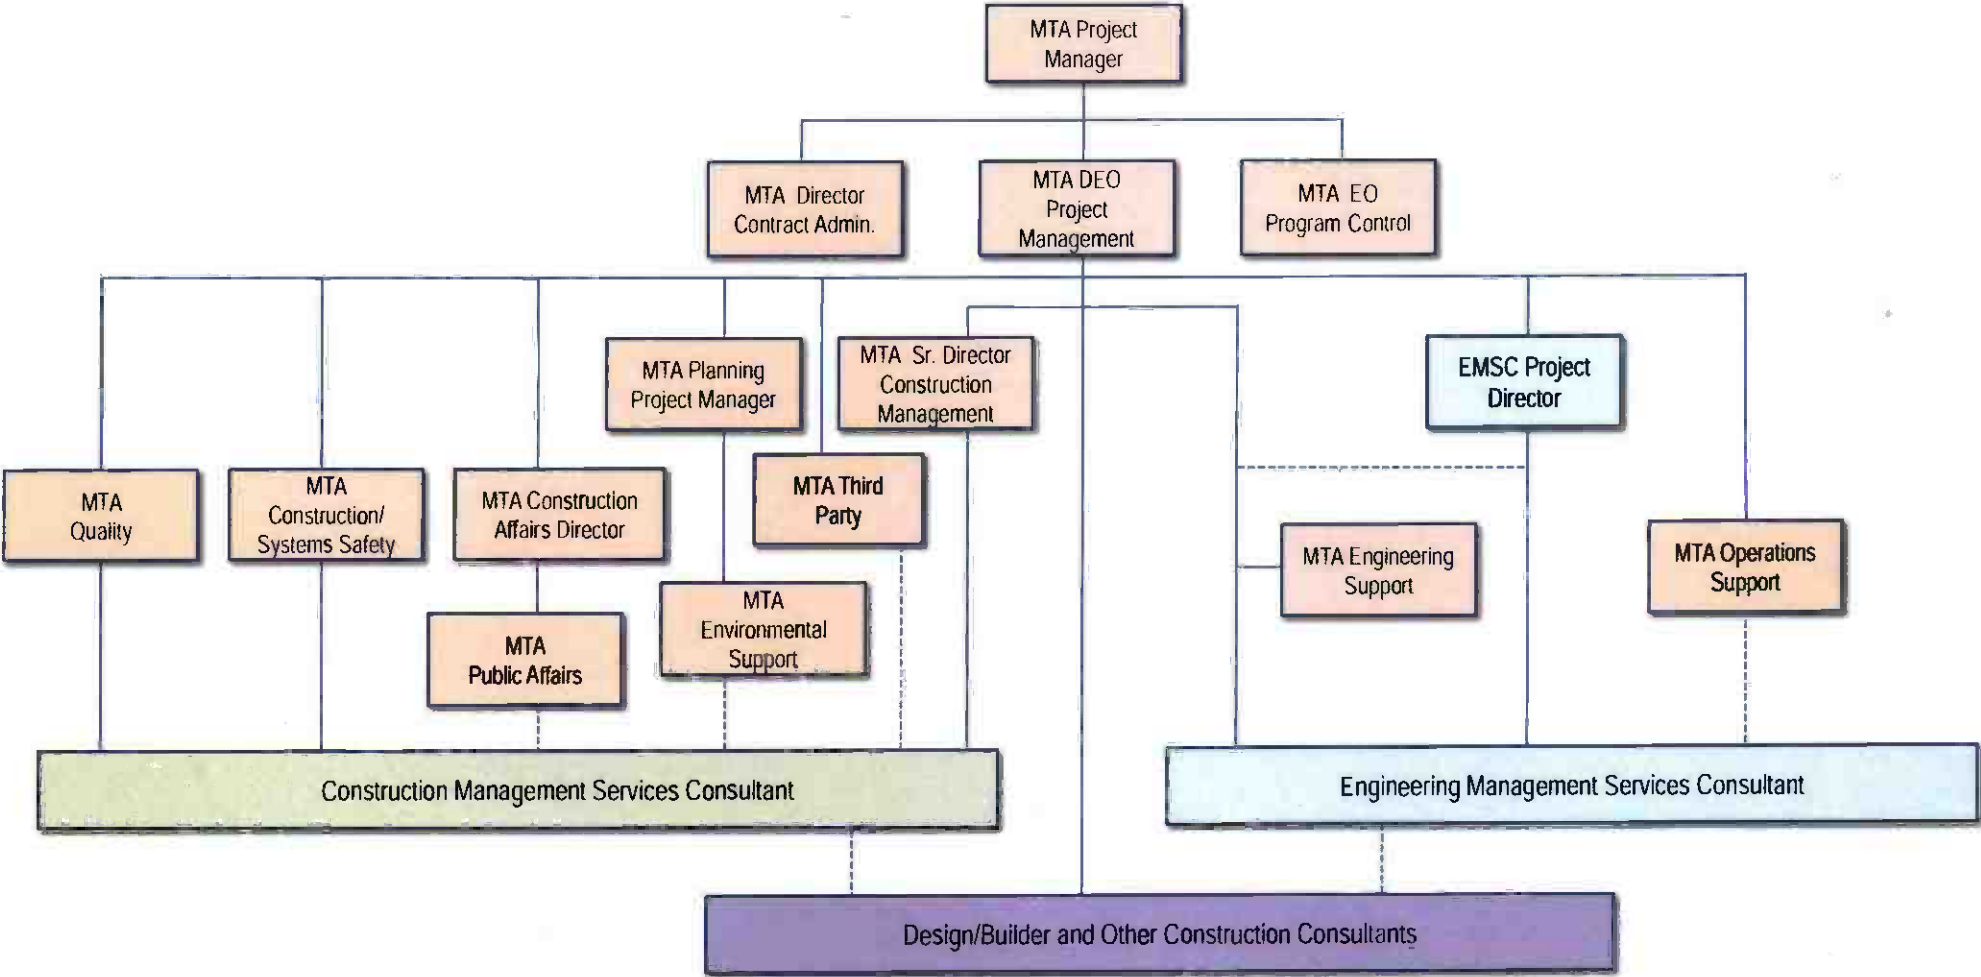 MTA Project
Manager
MTA Director
Contract Admin.
MTA DEO
Project
Management
MTA EO
Program Control
MTA Planning
Project Manager
MTA Sr. Director
Construction
Management
EMSC Project
Director
MTA
Quality
MTA
Construction/
Systems Safety
MTA Construction
Affairs Director
MTA Third
Party
MTA Engineering
Support
MTA Operations
Support
MTA
Public Affairs
MTA
Environmental
Support
Construction Management Services Consultant
Engineering Management Services Consultant
Design/Builder and Other Construction Consultants